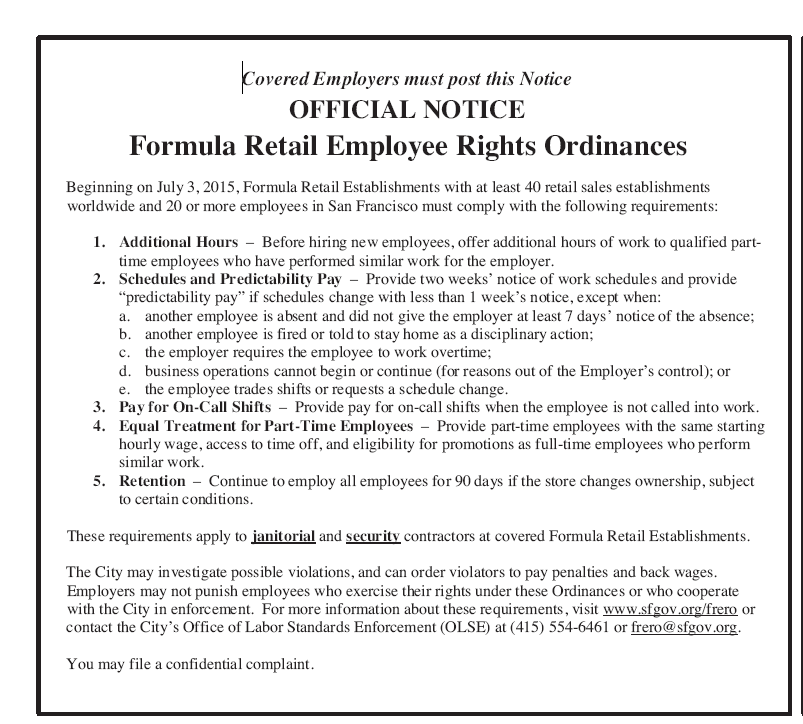 Covered Employers must post this Notice
OFFICIAL NOTICE
Formula Retail Employee Rights Ordinances
Beginning on July 3, 2015, Formula Retail Establishments with at least 40 retail sales establishments
worldwide and 20 or more employees in San Francisco must comply with the following requirements:
1. Additional Hours – Before hiring new employees, offer additional hours of work to qualified part-
time employees who have performed similar work for the employer.
2. Schedules and Predictability Pay – Provide two weeks’ notice of work schedules and provide
“predictability pay” if schedules change with less than 1 week’s notice, except when:
a. another employee is absent and did not give the employer at least 7 days’ notice of the absence;
b. another employee is fired or told to stay home as a disciplinary action;
c. the employer requires the employee to work overtime;
d. business operations cannot begin or continue (for reasons out of the Employer’s control); or
e. the employee trades shifts or requests a schedule change.
3. Pay for On-Call Shifts – Provide pay for on-call shifts when the employee is not called into work.
4. Equal Treatment for Part-Time Employees – Provide part-time employees with the same starting
hourly wage, access to time off, and eligibility for promotions as full-time employees who perform
similar work.
5. Retention – Continue to employ all employees for 90 days if the store changes ownership, subject
to certain conditions.
These requirements apply to janitorial and security contractors at covered Formula Retail Establishments.
The City may investigate possible violations, and can order violators to pay penalties and back wages.
Employers may not punish employees who exercise their rights under these Ordinances or who cooperate
with the City in enforcement. For more information about these requirements, visit www.sfgov.org/frero or
contact the City’s Office of Labor Standards Enforcement (OLSE) at (415) 554-6461 or frero@sfgov.org.
You may file a confidential complaint.